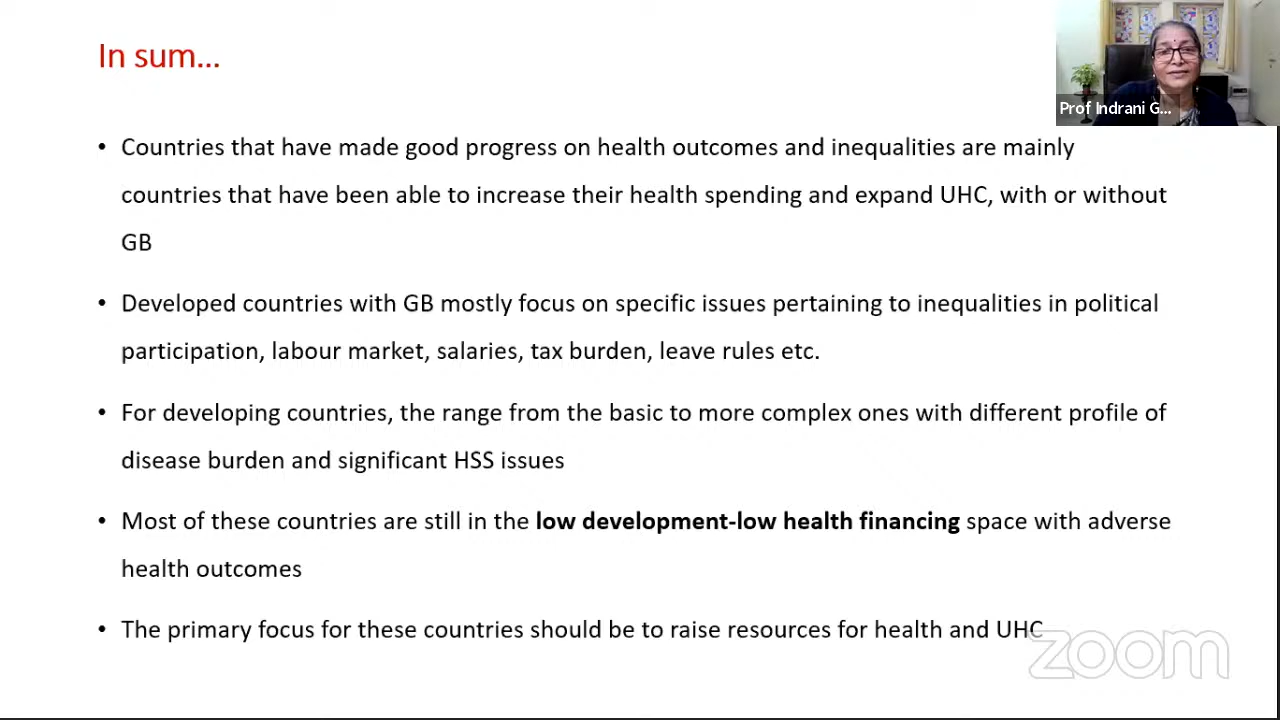 In sum...
Prof Indrani G...
• Countries that have made good progress on health outcomes and inequalities are mainly
countries that have been able to increase their health spending and expand UHC, with or without
GB
• Developed countries with GB mostly focus on specific issues pertaining to inequalities in political
participation, labour market, salaries, tax burden, leave rules etc.
• For developing countries, the range from the basic to more complex ones with different profile of
disease burden and significant HSS issues
• Most of these countries are still in the low development-low health financing space with adverse
health outcomes
• The primary focus for these countries should be to raise resources for health and UHC
zoom